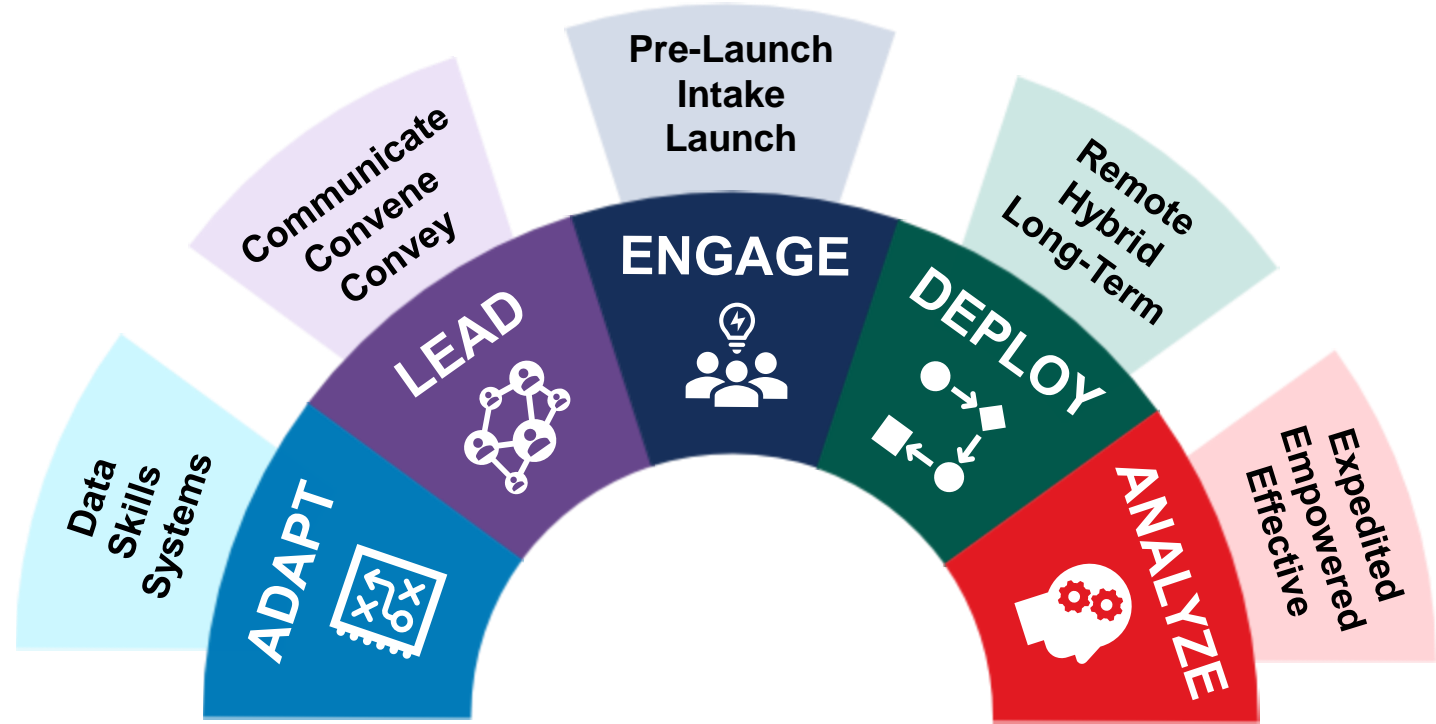 ADAPT
Data
Skills
Systems
LEAD
Communicate
Convene
Convey
ENGAGE
Pre-Launch
Intake
Launch
DEPLOY
Remote
Hybrid
Long-Term
ANALYZE
Expedited
Empowered
Effective